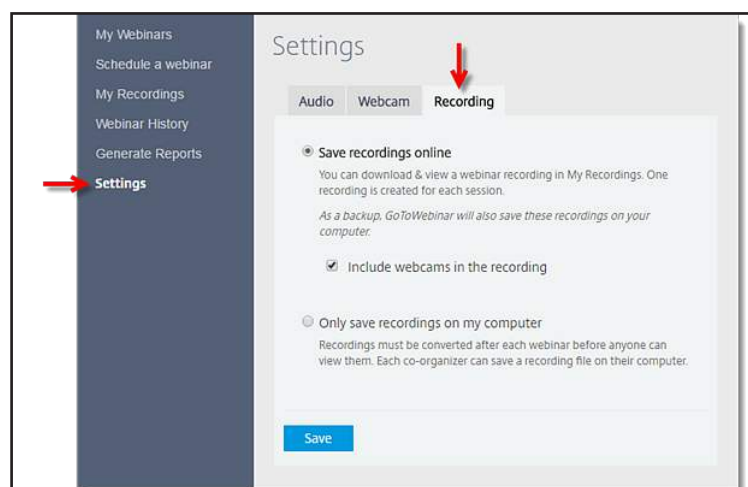 My Webinars
Schedule a webinar
My Recordings
Webinar History
Generate Reports
Settings
Settings
Audio Webcam Recording
Save recordings online
You can download & view a webinar recording in My Recordings. One
recording is created for each session.
As a backup, GoToWebinar will also save these recordings on your
computer.
Include webcams in the recording
Only save recordings on my computer
Recordings must be converted after each webinar before anyone can
view them. Each co-organizer can save a recording file on their computer.
Save